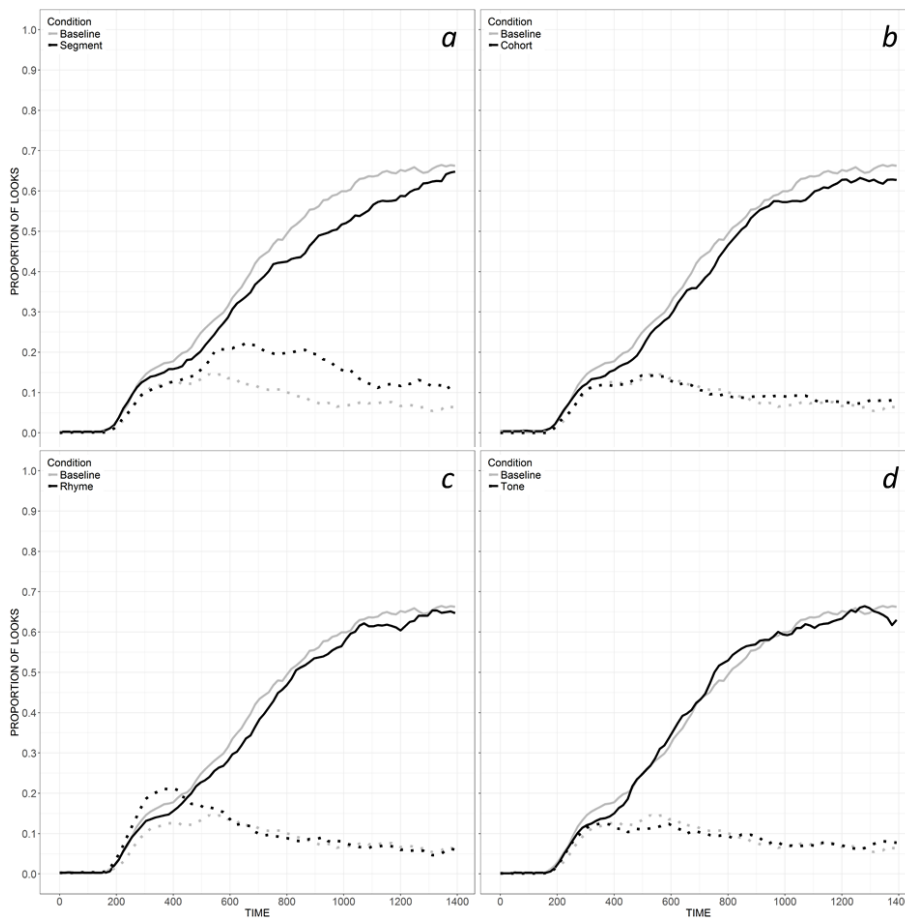 Condition
Baseline
Segment
a
1.0
0.9
0.8
0.7
0.6
0.5
0.4
0.3
0.2
0.1
0.0
PROPORTION OF LOOKS
Condition
Baseline
Cohort
b
Condition
Baseline
Rhyme
c
1.0
0.9
0.8
0.7
0.6
0.5
0.4
0.3
0.2
0.1
0.0
PROPORTION OF LOOKS
0 200 400 600 800 1000 1200 1400
TIME
Condition
Baseline
Tone
d
0 200 400 600 800 1000 1200 140
TIME